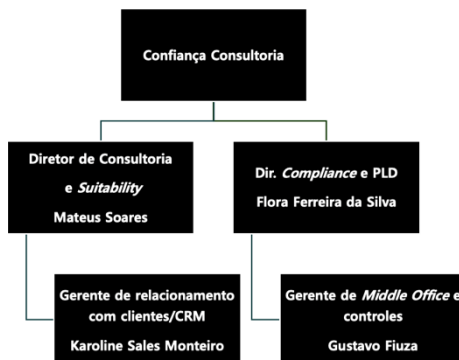 Confiança Consultoria
Diretor de Consultoria
e Suitability
Mateus Soares
Dir. Compliance e PLD
Flora Ferreira da Silva
Gerente de relacionamento
com clientes/CRM
Karoline Sales Monteiro
Gerente de Middle Office e
controles
Gustavo Fiuza